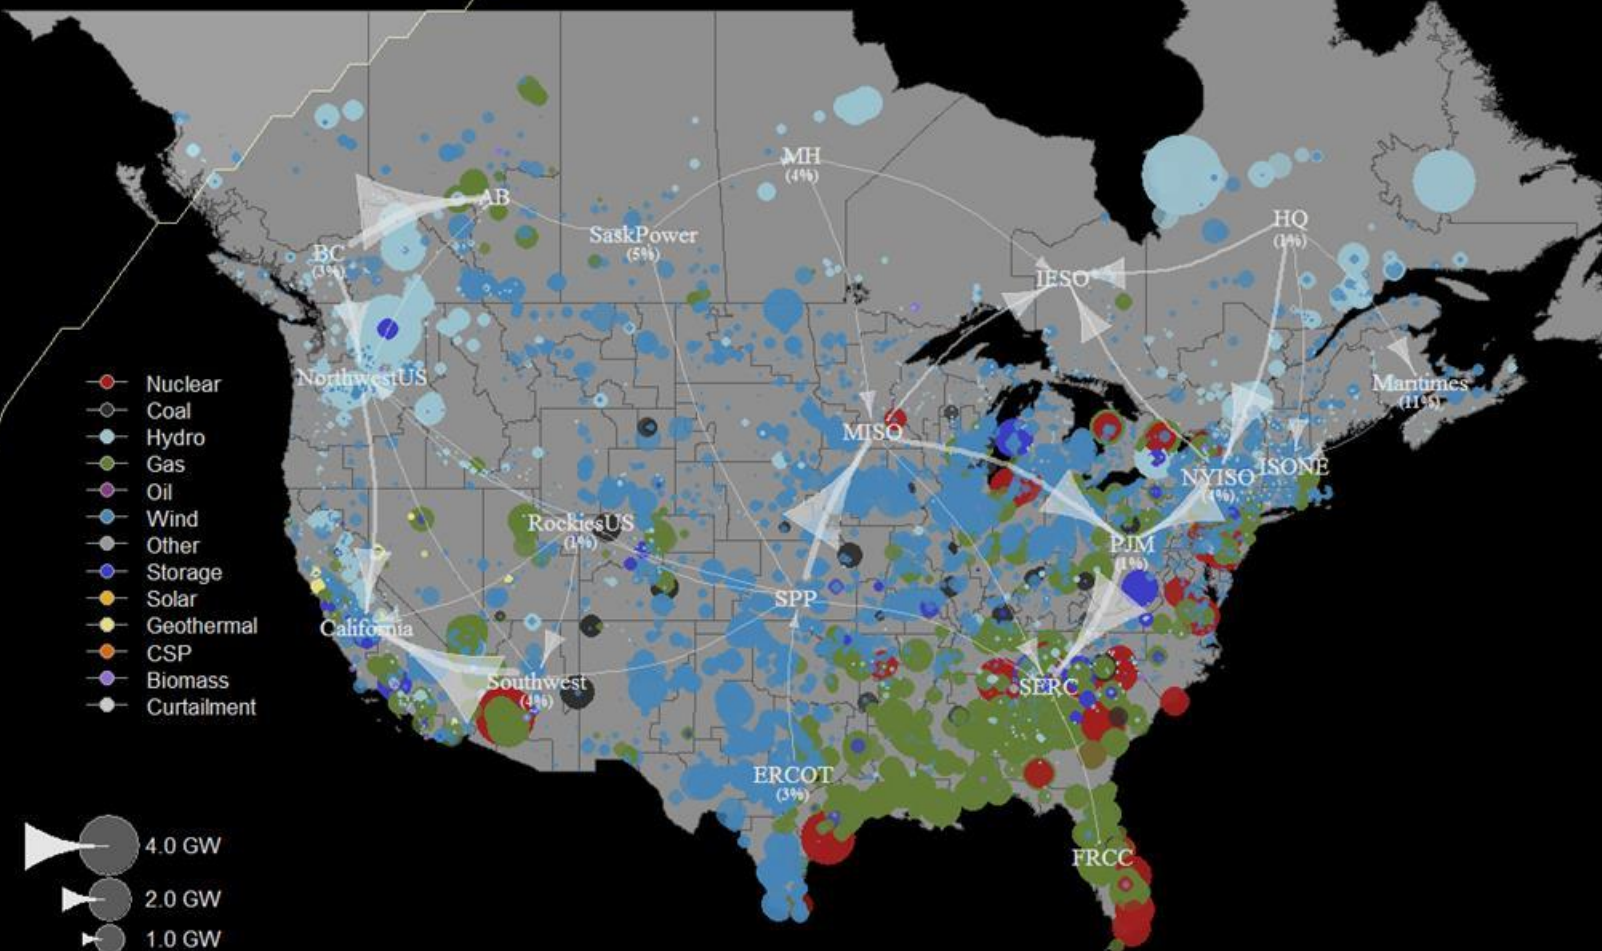 MH
(4%)
AB
SaskPower
(5%)
HQ
(1%)
BC
(3%)
IESO
NorthwestUS
Maritimes
(11%)
MISO
ISONE
NYISO
(4%)
RockiesUS
(1%)
PJM
(1%)
SPP
California
Southwest
(4%)
SERC
ERCOT
(3%)
FRCC
Nuclear
Coal
Hydro
Gas
Oil
Wind
Other
Storage
Solar
Geothermal
CSP
Biomass
Curtailment
4.0 GW
2.0 GW
1.0 GW